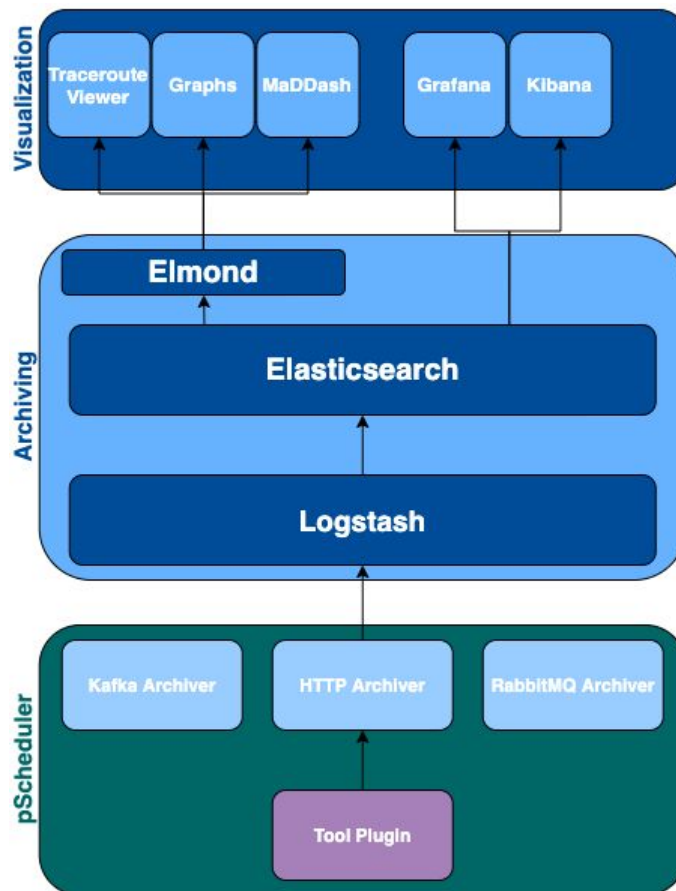 Visualization
Traceroute
Viewer
Graphs
MaDDash
Grafana
Kibana
Archiving
Elmond
Elasticsearch
Logstash
pScheduler
Kafka Archiver
HTTP Archiver
RabbitMQ Archiver
Tool Plugin